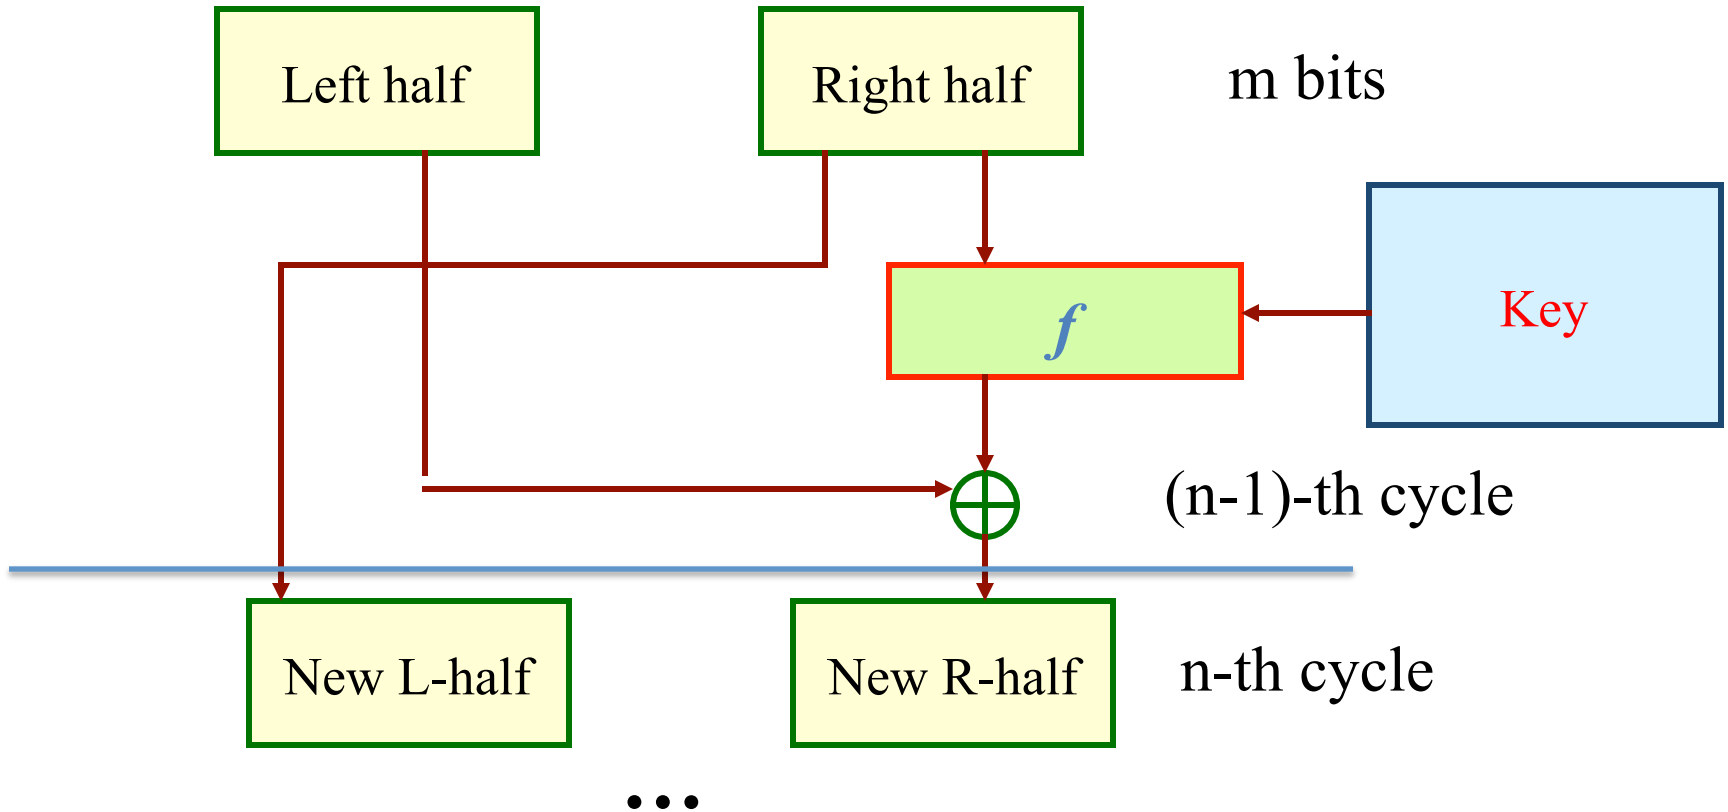 Left half
Right half
m bits
f
Key
(n-1)-th cycle
New L-half
New R-half
n-th cycle
...